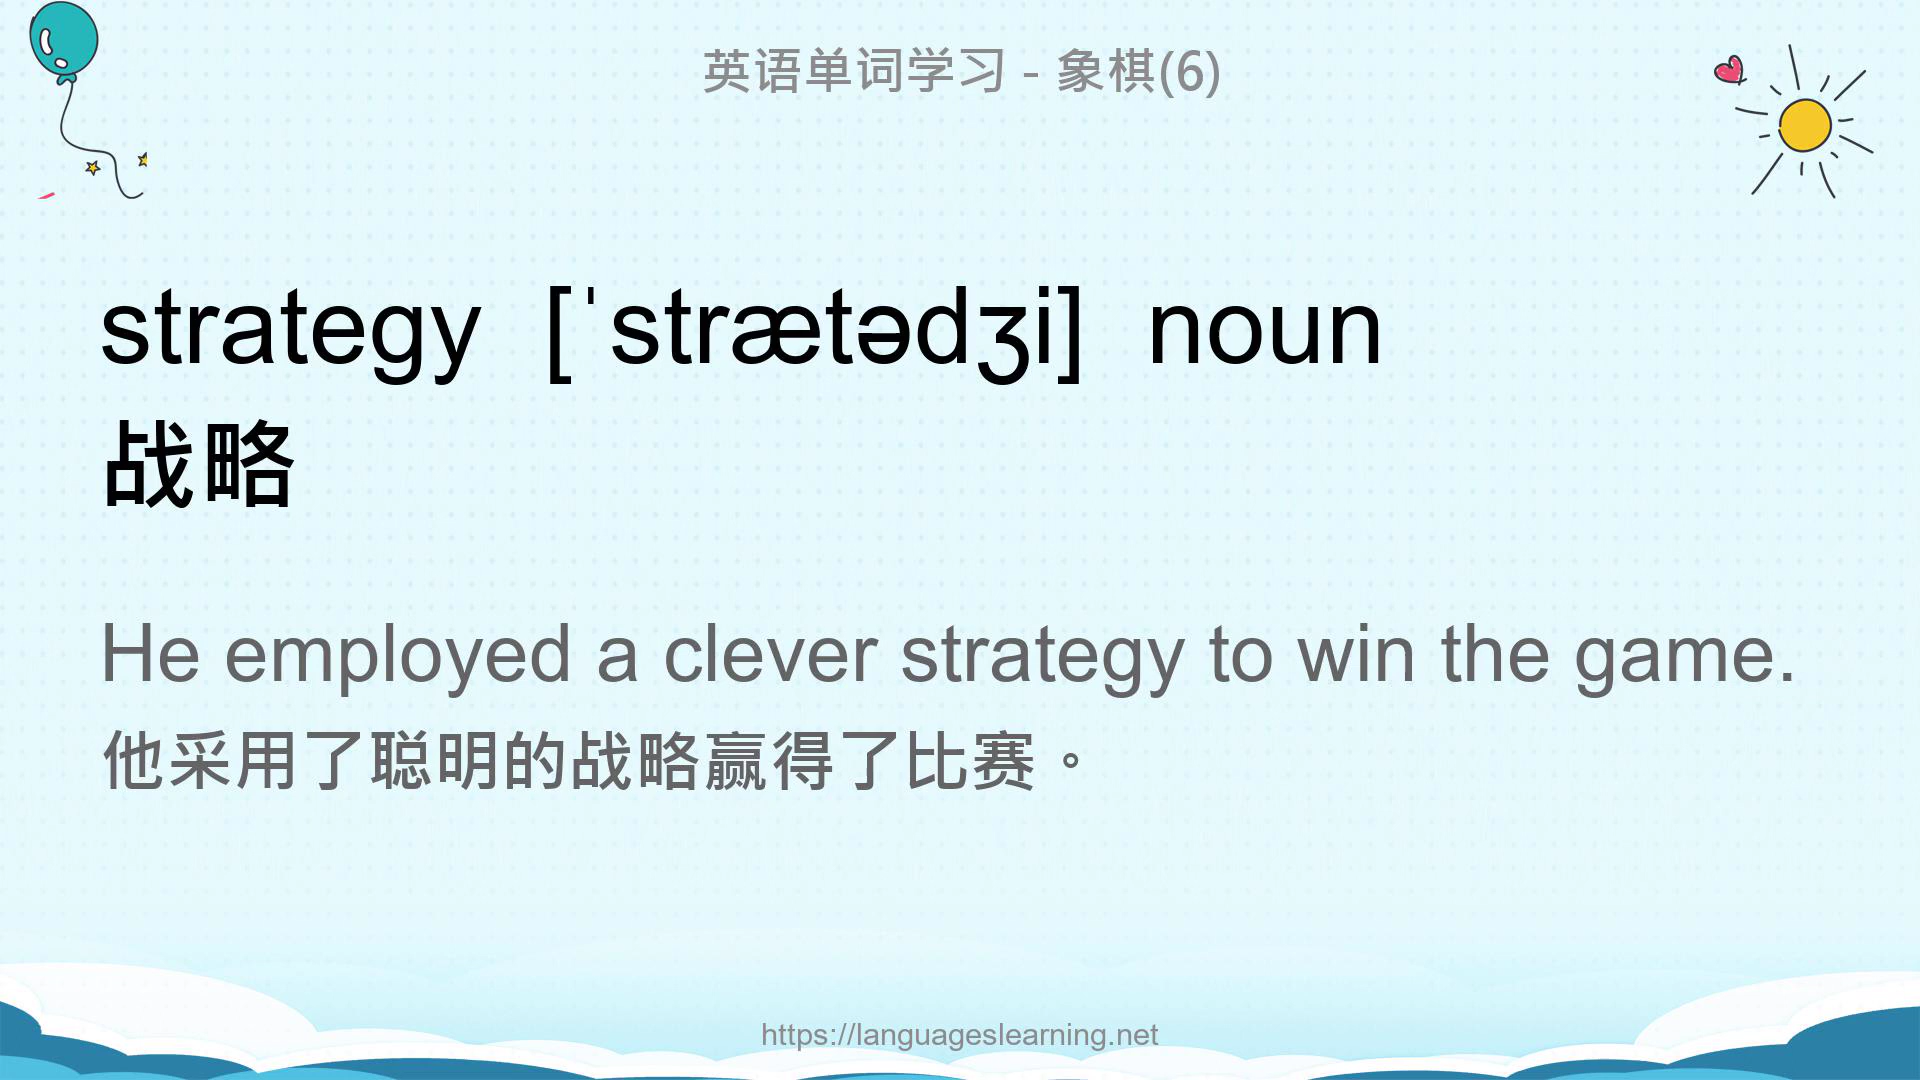 英语单词学习 - 象棋(6)
strategy [ˈstrætədʒi] noun
战略
He employed a clever strategy to win the game.
他采用了聪明的战略赢得了比赛。
https://languageslearning.net